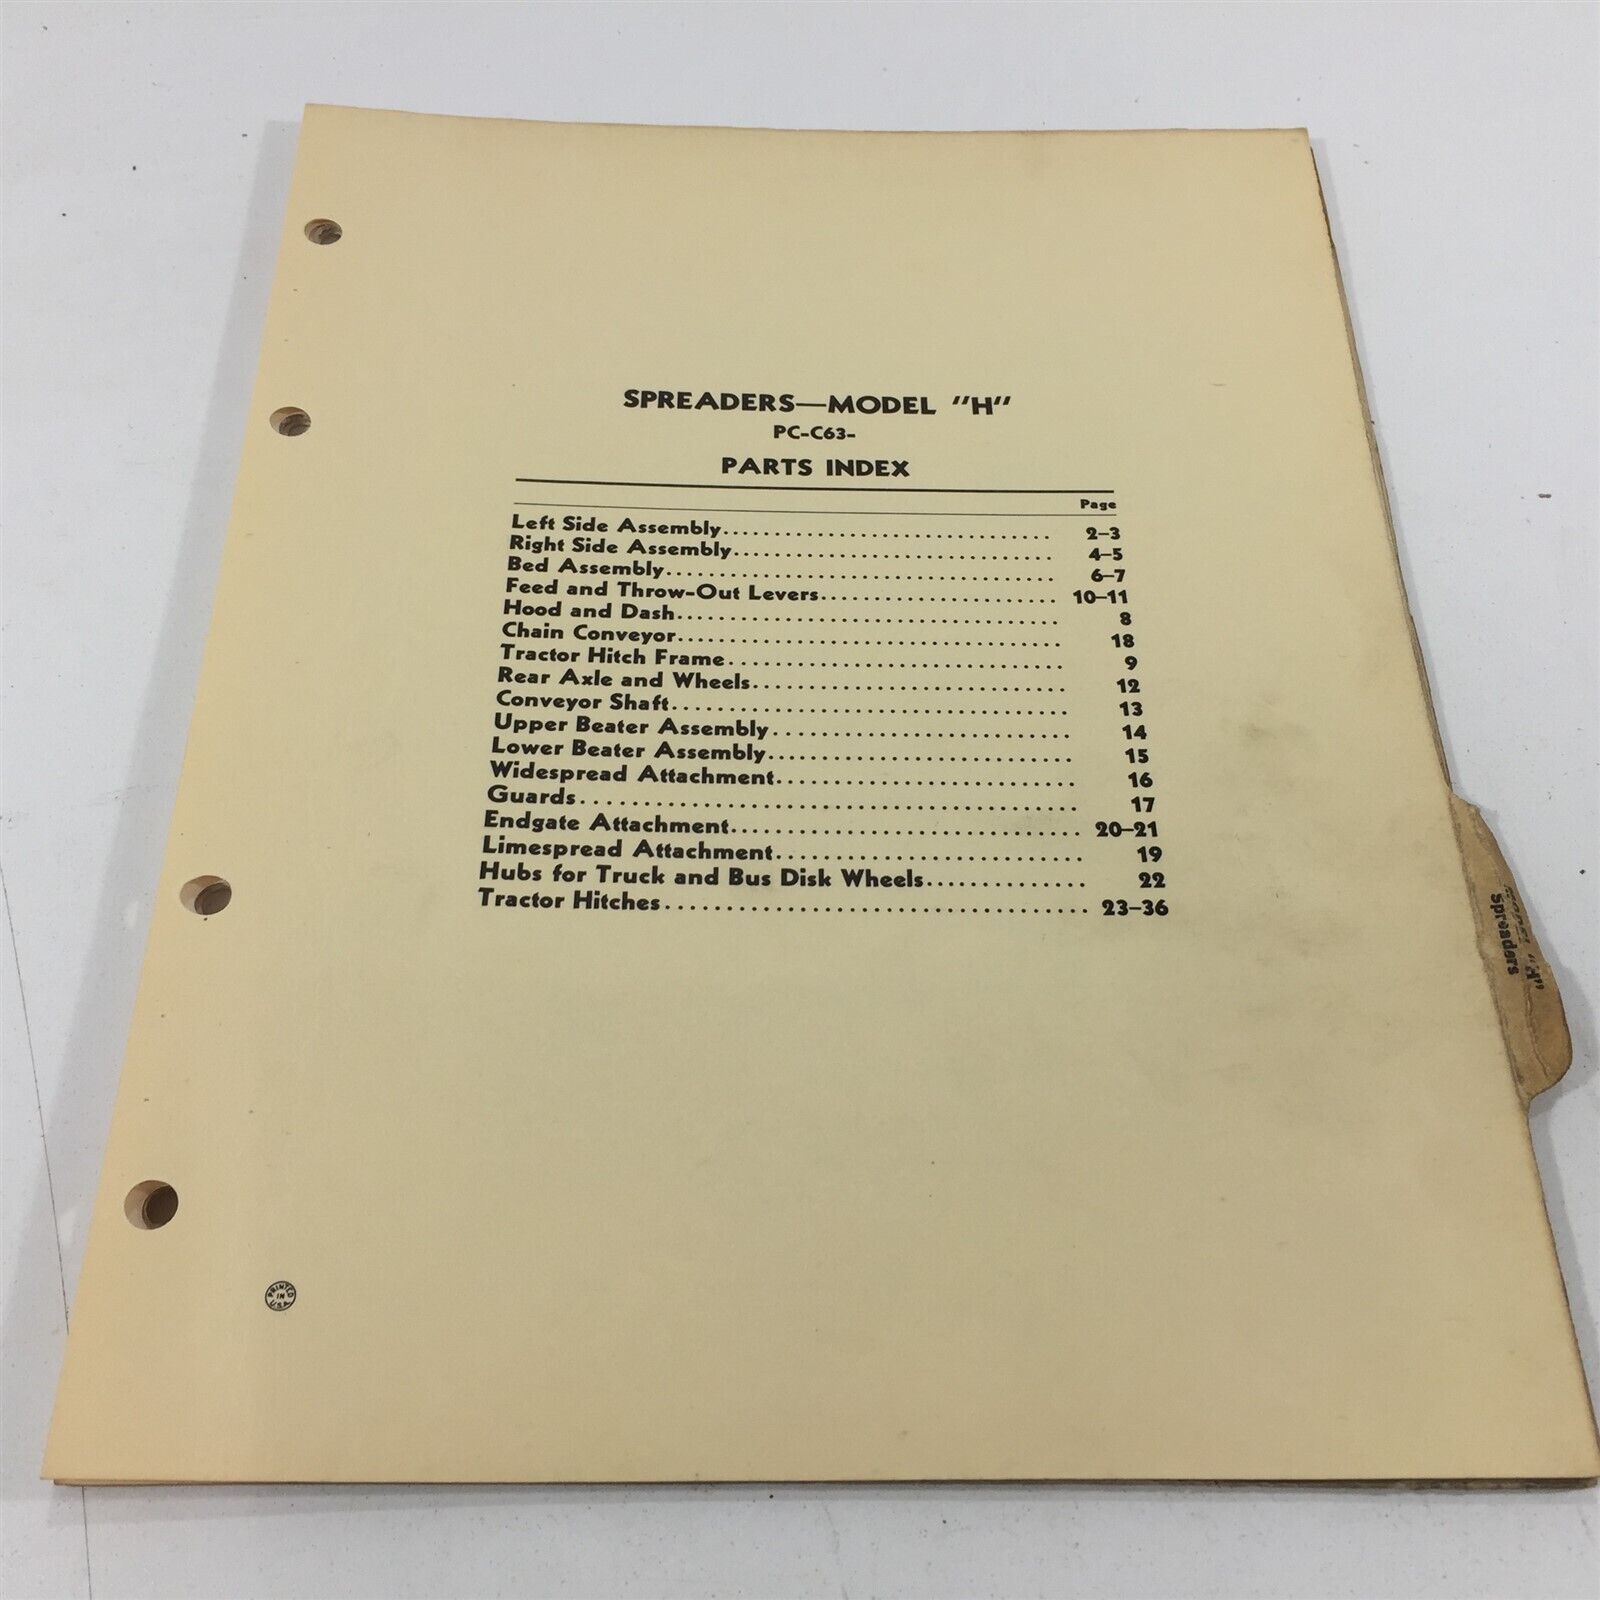 SPREADERS—MODEL "H"
PC-C63-
PARTS INDEX
Page
Left Side Assembly.............................. 2–3
Right Side Assembly............................. 4–5
Bed Assembly.................................... 6–7
Feed and Throw-Out Levers...................... 10–11
Hood and Dash................................... 8
Chain Conveyor.................................. 18
Tractor Hitch Frame............................. 9
Rear Axle and Wheels............................ 12
Conveyor Shaft.................................. 13
Upper Beater Assembly........................... 14
Lower Beater Assembly........................... 15
Widespread Attachment........................... 16
Guards.......................................... 17
Endgate Attachment.............................. 20–21
Limespread Attachment........................... 19
Hubs for Truck and Bus Disk Wheels.............. 22
Tractor Hitches................................. 23–36
PRINTED
IN
U.S.A.
"H"
Spreaders